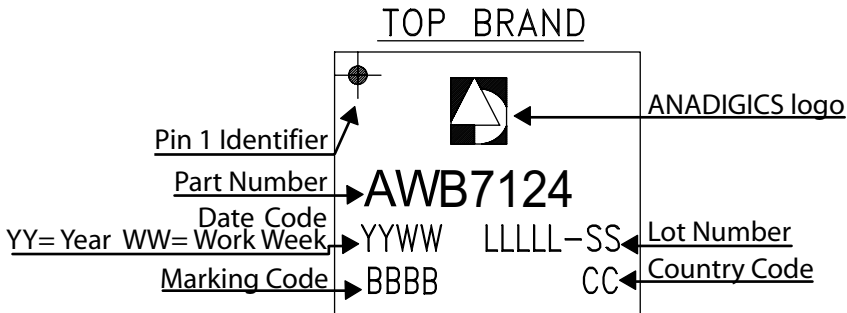 TOP BRAND
ANADIGICS logo
Pin 1 Identifier
Part Number
AWB7124
Date Code
YY= Year WW= Work Week
YYWW LLLLL-SS
Lot Number
Marking Code
BBBB CC
Country Code